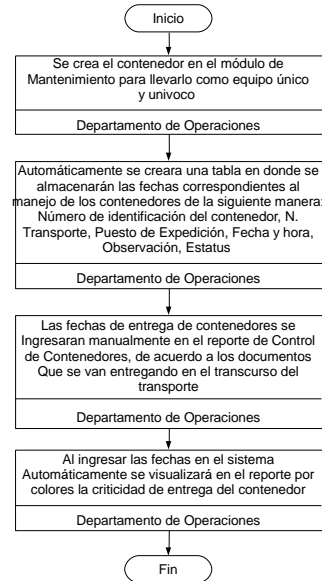 Inicio
Se crea el contenedor en el módulo de
Mantenimiento para llevarlo como equipo único
y univoco
Departamento de Operaciones
Automáticamente se creara una tabla en donde se
almacenarán las fechas correspondientes al
manejo de los contenedores de la siguiente manera:
Número de identificación del contenedor, N.
Transporte, Puesto de Expedición, Fecha y hora,
Observación, Estatus
Departamento de Operaciones
Las fechas de entrega de contenedores se
Ingresaran manualmente en el reporte de Control
de Contenedores, de acuerdo a los documentos
Que se van entregando en el transcurso del
transporte
Departamento de Operaciones
Al ingresar las fechas en el sistema
Automáticamente se visualizará en el reporte por
colores la criticidad de entrega del contenedor
Departamento de Operaciones
Fin